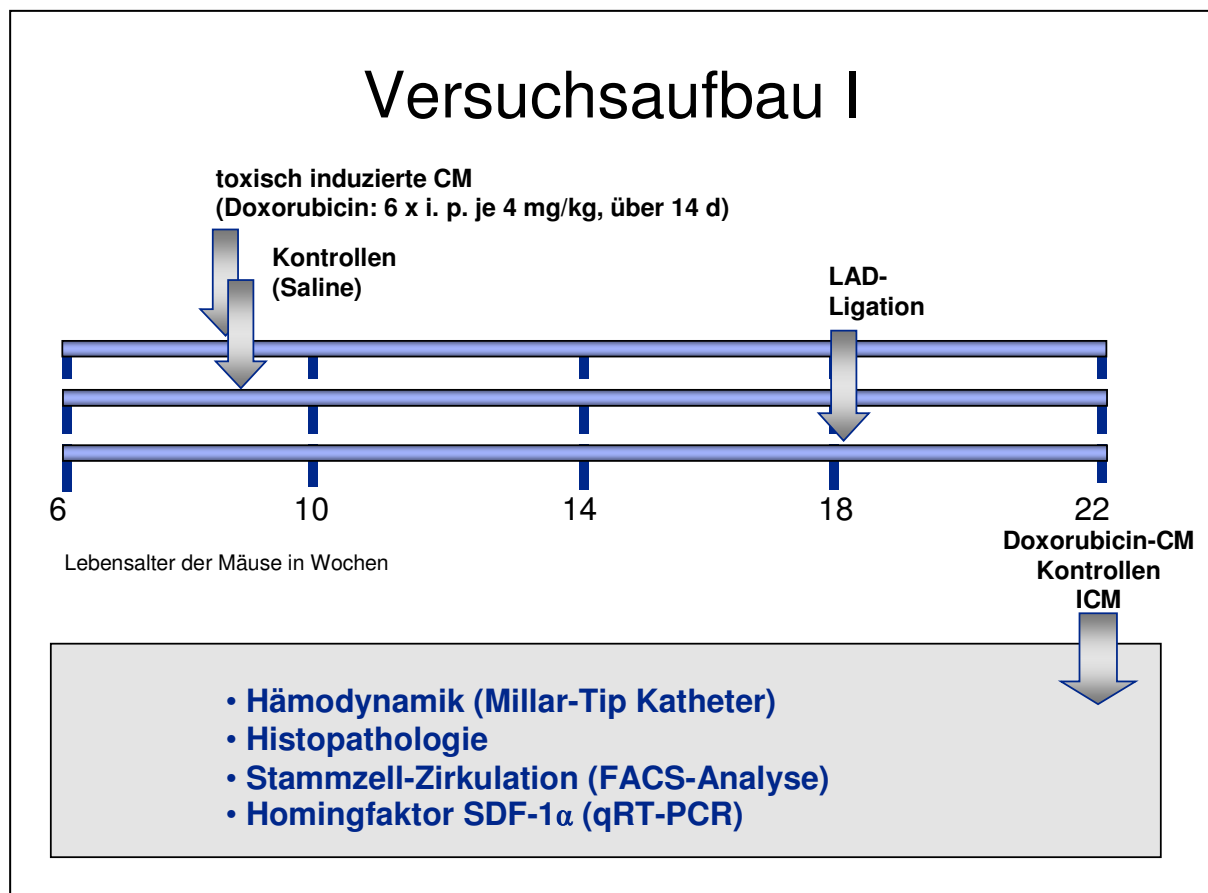 Versuchsaufbau I
toxisch induzierte CM
(Doxorubicin: 6 x i. p. je 4 mg/kg, über 14 d)
Kontrollen
(Saline)
LAD-
Ligation
6 10 14 18 22
Lebensalter der Mäuse in Wochen
Doxorubicin-CM
Kontrollen
ICM
• Hämodynamik (Millar-Tip Katheter)
• Histopathologie
• Stammzell-Zirkulation (FACS-Analyse)
• Homingfaktor SDF-1α (qRT-PCR)